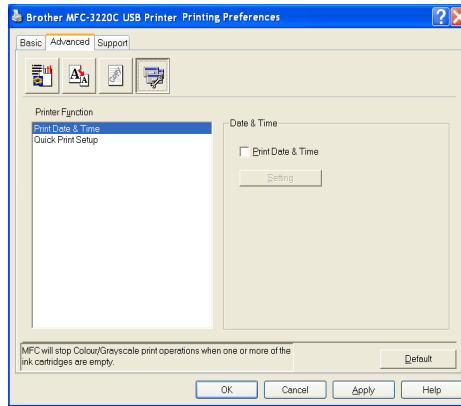 Brother MFC-3220C USB Printer Printing Preferences
Basic Advanced Support
Printer Function
Print Date & Time
Quick Print Setup
Date & Time
Print Date & Time
Setting
MFC will stop Colour/Grayscale print operations when one or more of the
ink cartridges are empty.
Default
OK Cancel Apply Help